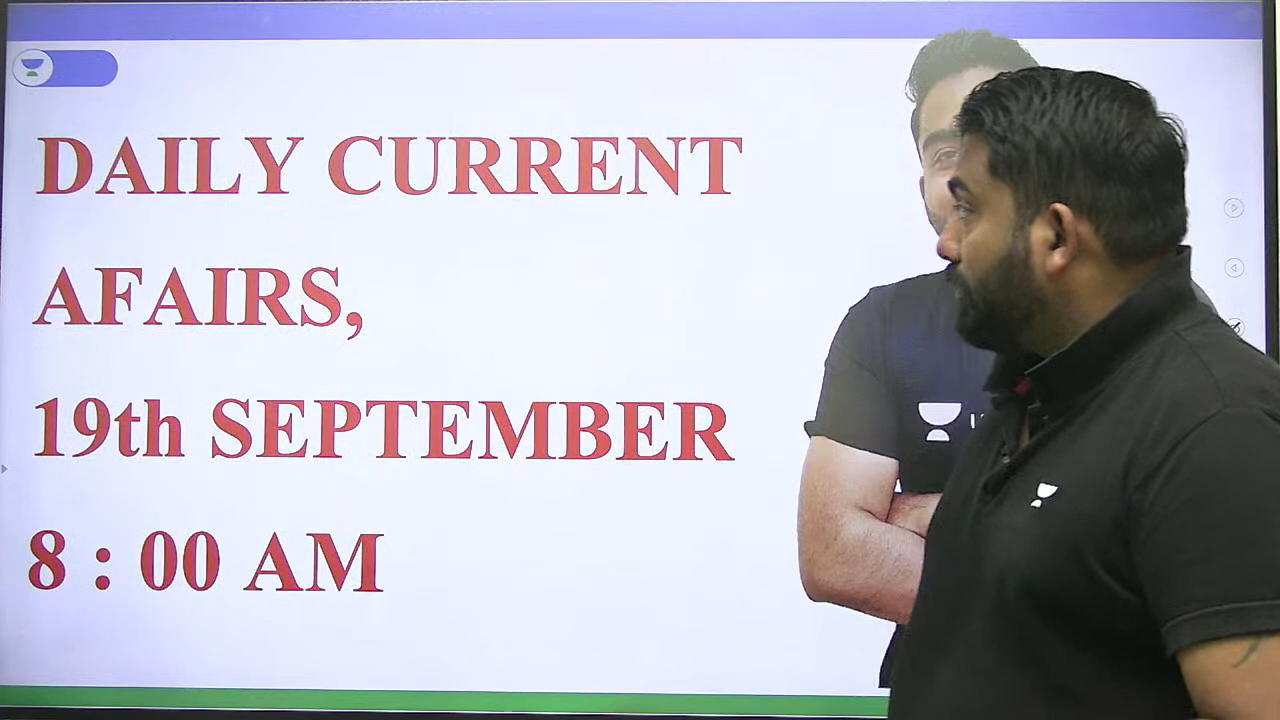 DAILY CURRENT
AFAIRS,
19th SEPTEMBER
8 : 00 AM